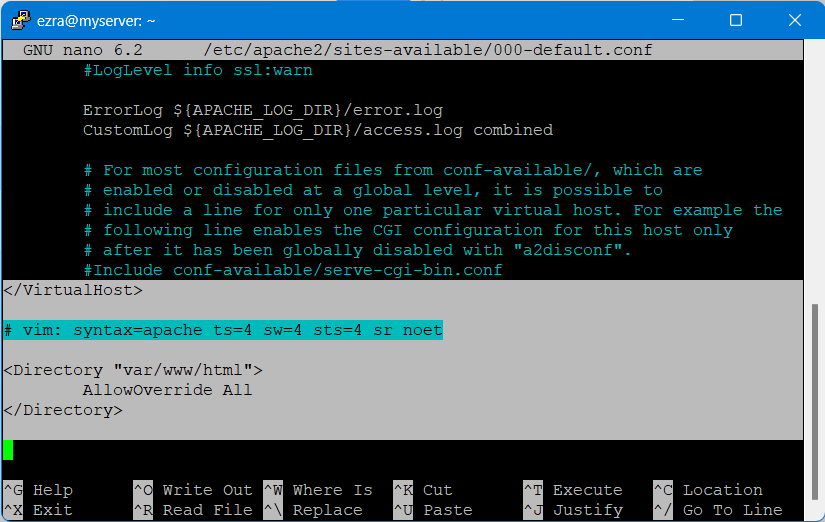 ezra@myserver: ~
GNU nano 6.2 /etc/apache2/sites-available/000-default.conf
#LogLevel info ssl:warn
ErrorLog ${APACHE_LOG_DIR}/error.log
CustomLog ${APACHE_LOG_DIR}/access.log combined
# For most configuration files from conf-available/, which are
# enabled or disabled at a global level, it is possible to
# include a line for only one particular virtual host. For example the
# following line enables the CGI configuration for this host only
# after it has been globally disabled with "a2disconf".
#Include conf-available/serve-cgi-bin.conf
</VirtualHost>
# vim: syntax=apache ts=4 sw=4 sts=4 sr noet
<Directory "var/www/html">
AllowOverride All
</Directory>
^G Help ^O Write Out ^W Where Is ^K Cut ^T Execute ^C Location
^X Exit ^R Read File ^\ Replace ^U Paste ^J Justify ^/ Go To Line